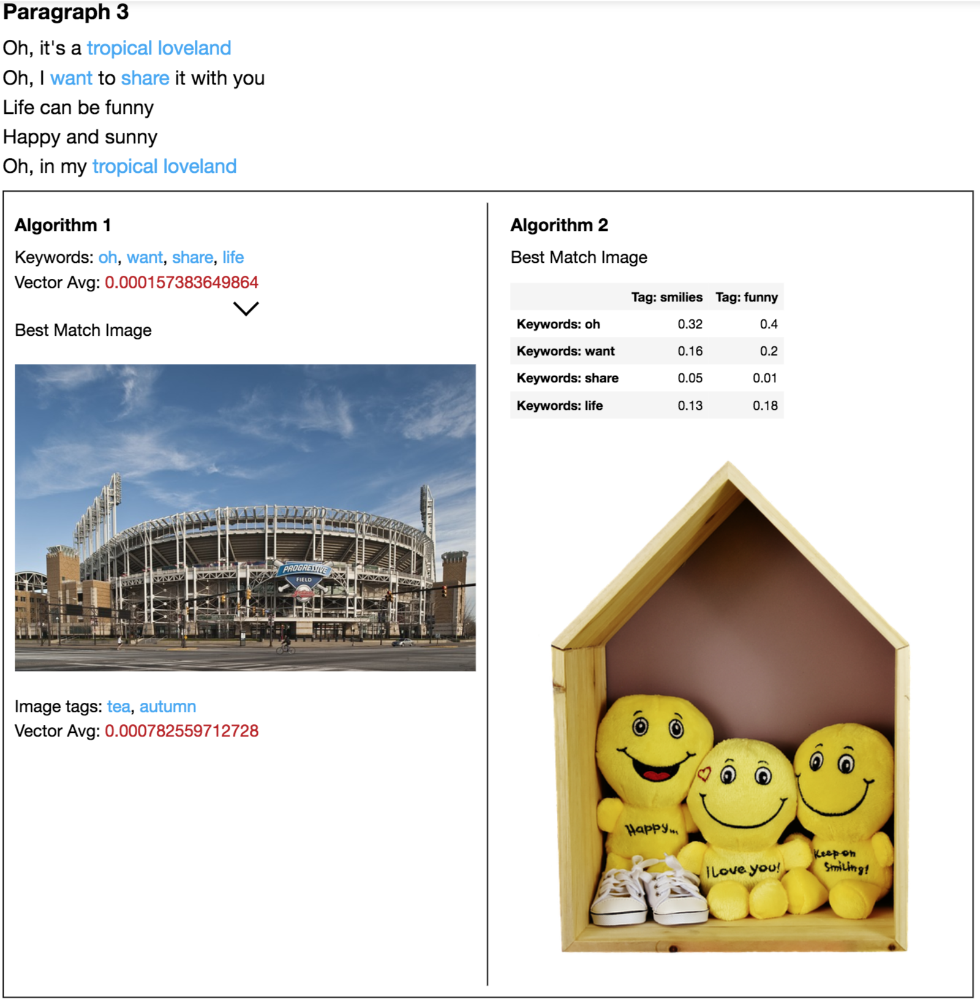 Paragraph 3
Oh, it's a tropical loveland
Oh, I want to share it with you
Life can be funny
Happy and sunny
Oh, in my tropical loveland
Algorithm 1
Keywords: oh, want, share, life
Vector Avg: 0.000157383649864
Best Match Image
PROGRESSIVE
FIELD
Image tags: tea, autumn
Vector Avg: 0.000782559712728
Algorithm 2
Best Match Image
Tag: smilies Tag: funny
Keywords: oh 0.32 0.4
Keywords: want 0.16 0.2
Keywords: share 0.05 0.01
Keywords: life 0.13 0.18
Happy...
I Love you!
Keep on
Smiling!